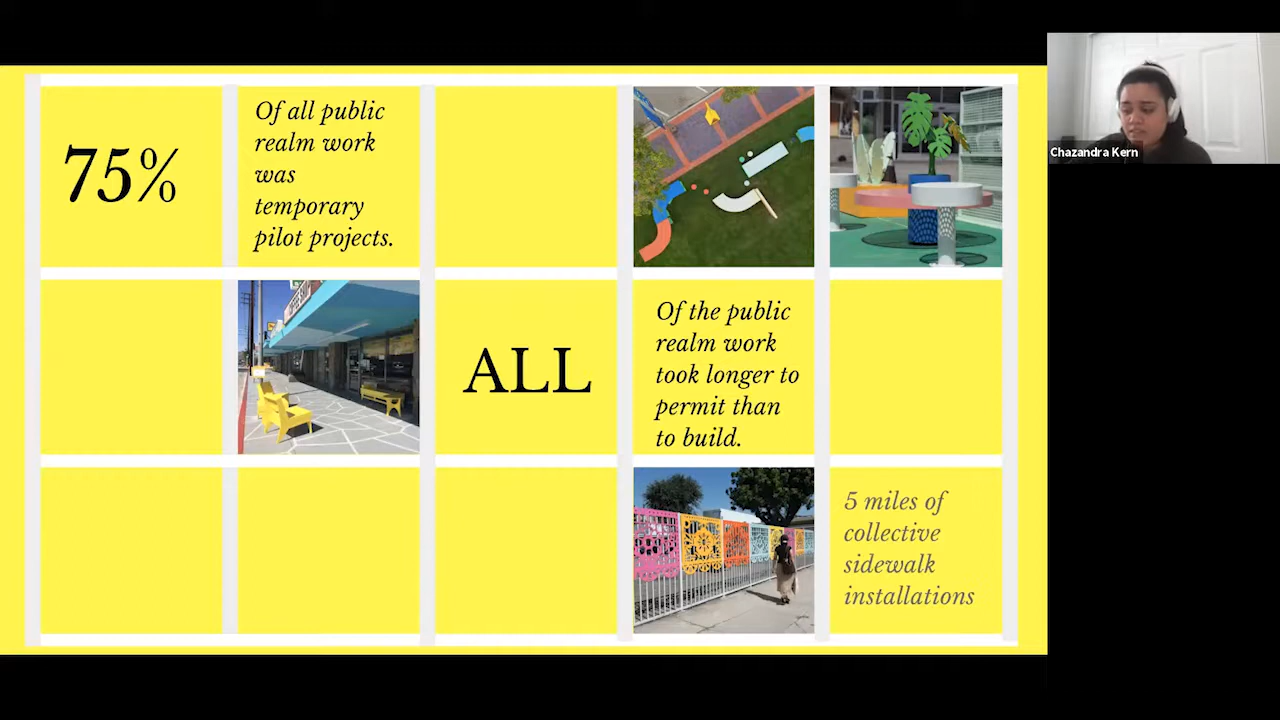 75%
Of all public
realm work
was
temporary
pilot projects.
ALL
Of the public
realm work
took longer to
permit than
to build.
5 miles of
collective
sidewalk
installations
Chazandra Kern